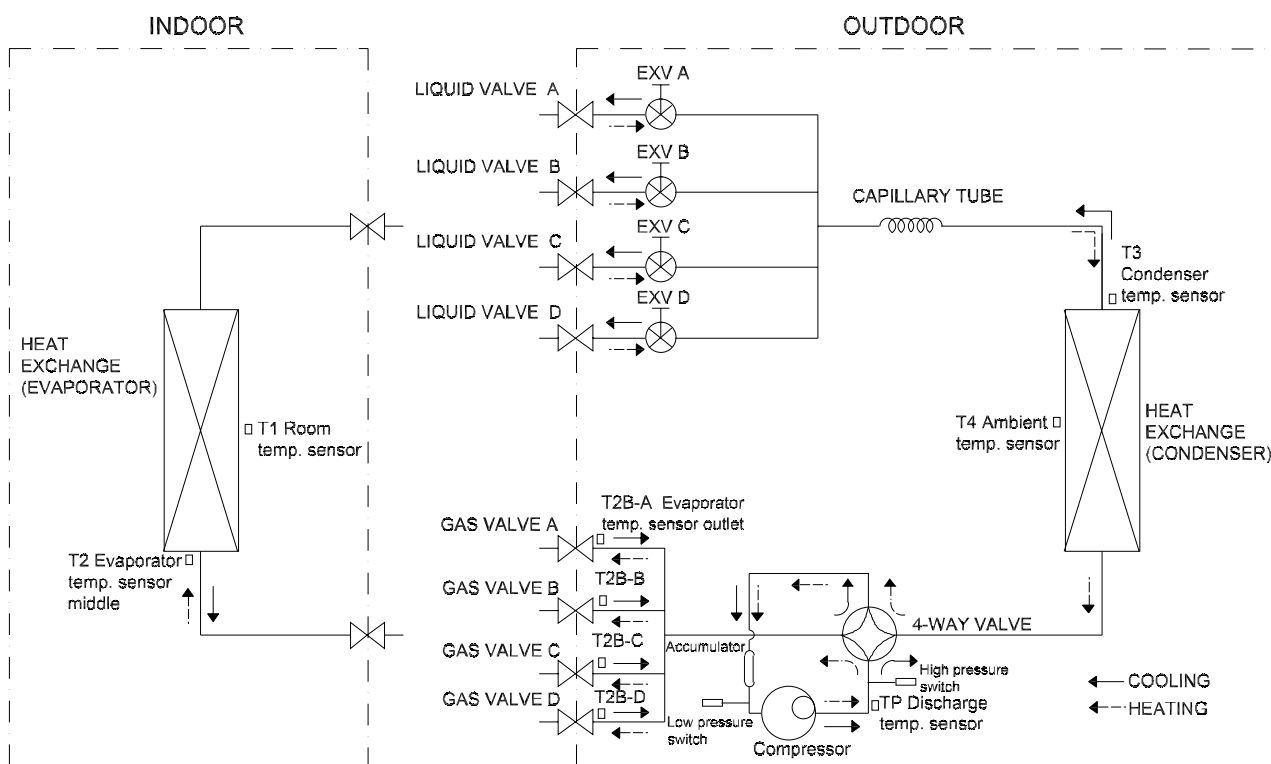 INDOOR
OUTDOOR
LIQUID VALVE A
EXV A
LIQUID VALVE B
EXV B
LIQUID VALVE C
EXV C
LIQUID VALVE D
EXV D
CAPILLARY TUBE
T3
Condenser
temp. sensor
HEAT
EXCHANGE
(EVAPORATOR)
T1 Room
temp. sensor
T4 Ambient
temp. sensor
HEAT
EXCHANGE
(CONDENSER)
T2 Evaporator
temp. sensor
middle
GAS VALVE A
T2B-A Evaporator
temp. sensor outlet
GAS VALVE B
T2B-B
GAS VALVE C
T2B-C
GAS VALVE D
T2B-D
Accumulator
4-WAY VALVE
High pressure
switch
TP Discharge
temp. sensor
Low pressure
switch
Compressor
COOLING
HEATING